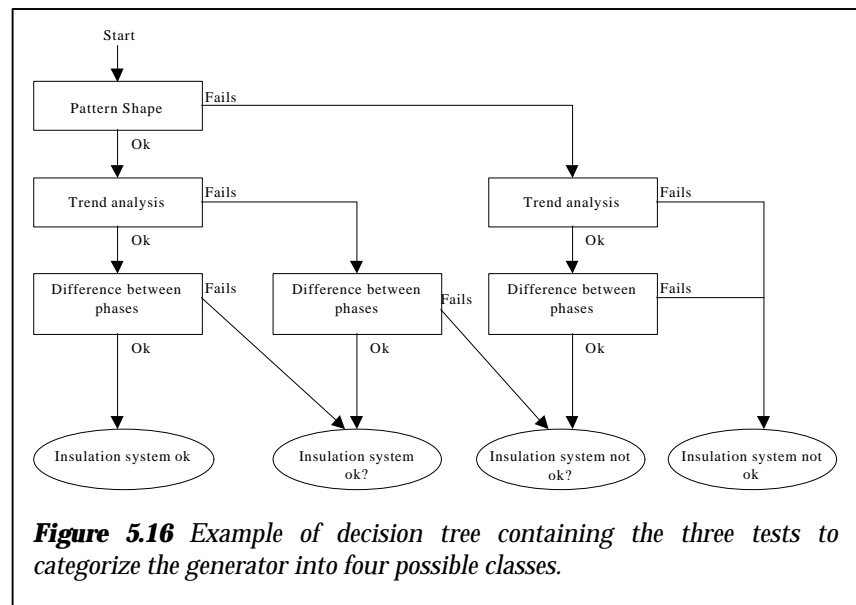 Start
Pattern Shape
Fails
Ok
Trend analysis
Fails
Trend analysis
Fails
Ok
Ok
Difference between
phases
Fails
Difference between
phases
Fails
Difference between
phases
Fails
Ok
Ok
Ok
Insulation system ok
Insulation system
ok?
Insulation system not
ok?
Insulation system not
ok
Figure 5.16 Example of decision tree containing the three tests to
categorize the generator into four possible classes.